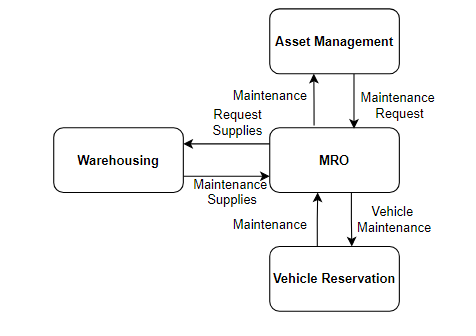 Asset Management
Maintenance
Maintenance
Request
Request
Supplies
Warehousing
MRO
Maintenance
Supplies
Vehicle
Maintenance
Maintenance
Vehicle Reservation